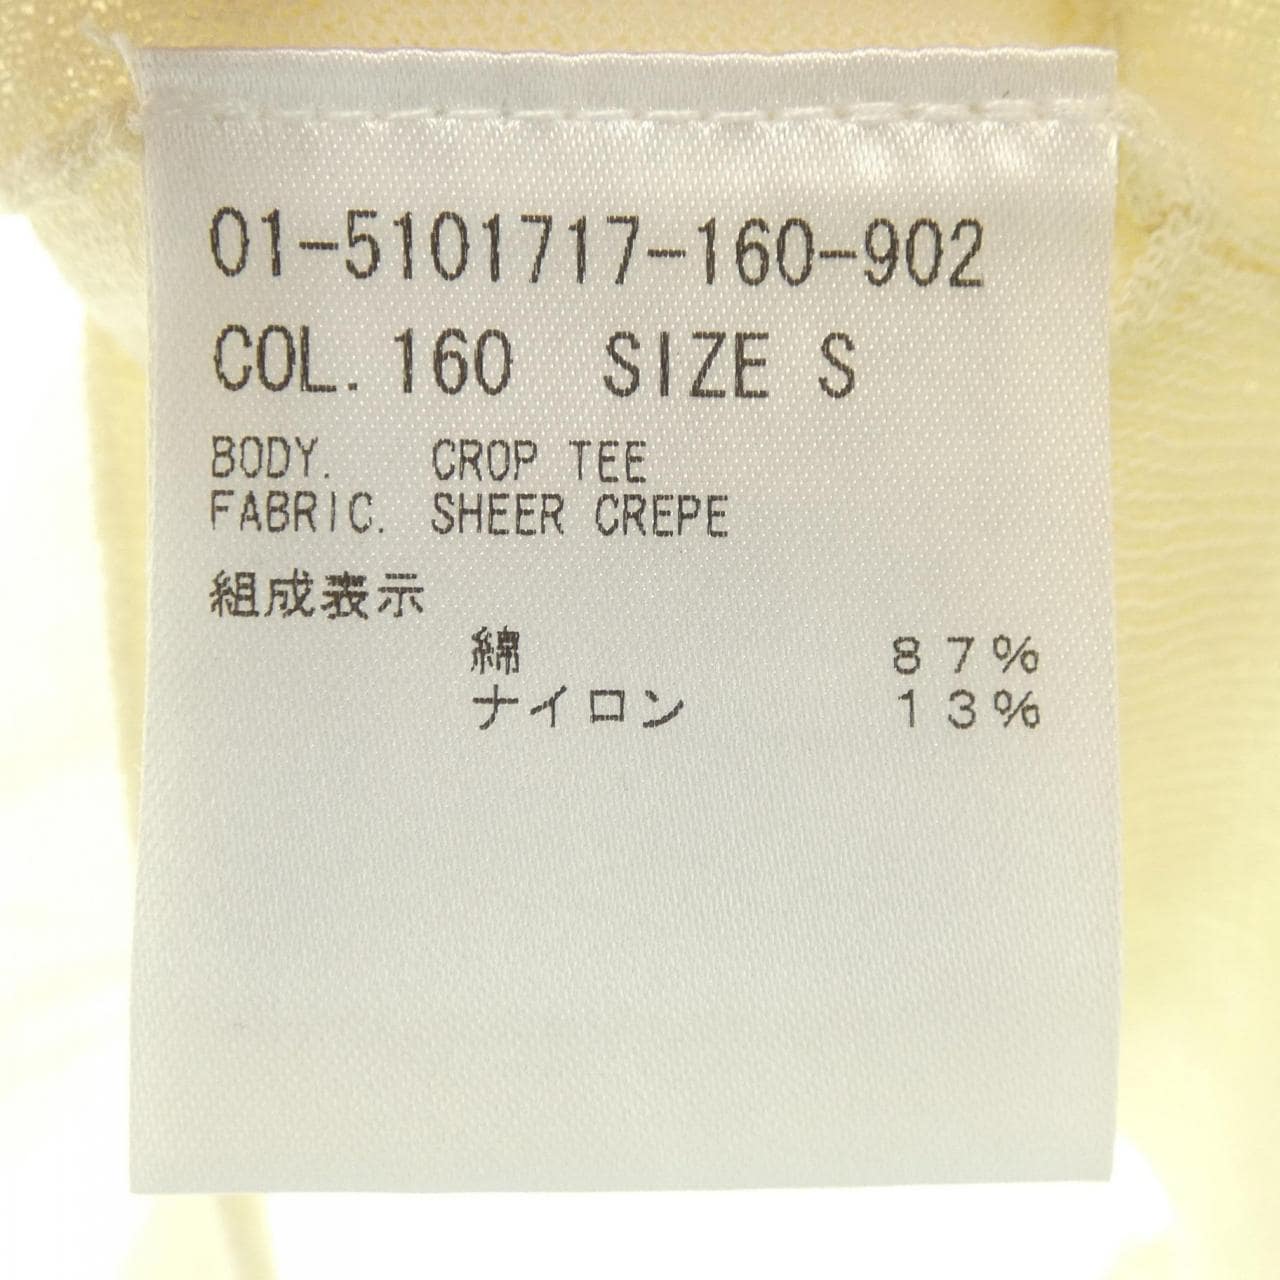 01-5101717-160-902
COL. 160 SIZE S
BODY. CROP TEE
FABRIC. SHEER CREPE
組成表示
綿 87%
ナイロン 13%